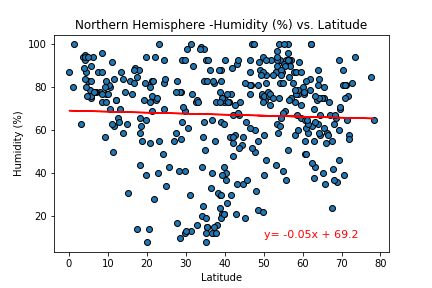 Northern Hemisphere -Humidity (%) vs. Latitude
100
80
60
40
20
Humidity (%)
y= -0.05x + 69.2
0 10 20 30 40 50 60 70 80
Latitude